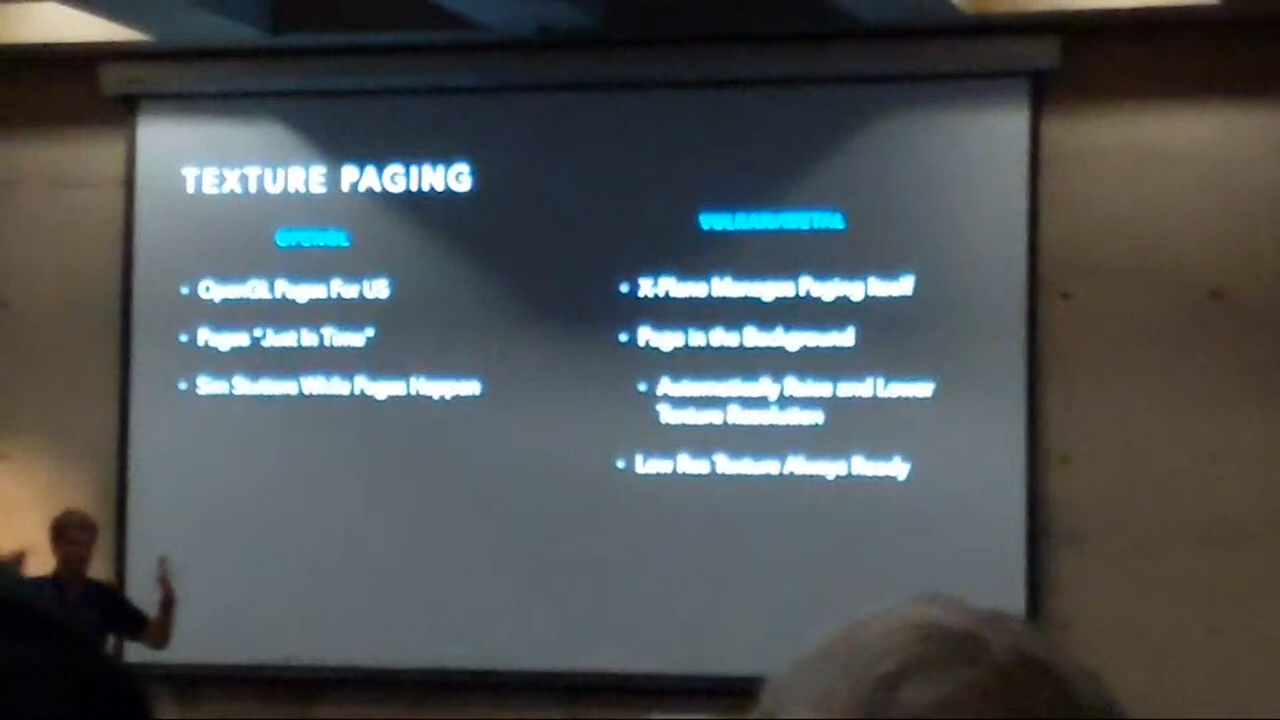 TEXTURE PAGING
OPENGL
• OpenGL Pages For US
• Pages "Just In Time"
• Sim Stutters While Pages Happen
VULKAN/METAL
• X-Plane Manages Paging Itself
• Page in the Background
• Automatically Raise and Lower
Texture Resolution
• Low Res Texture Always Ready